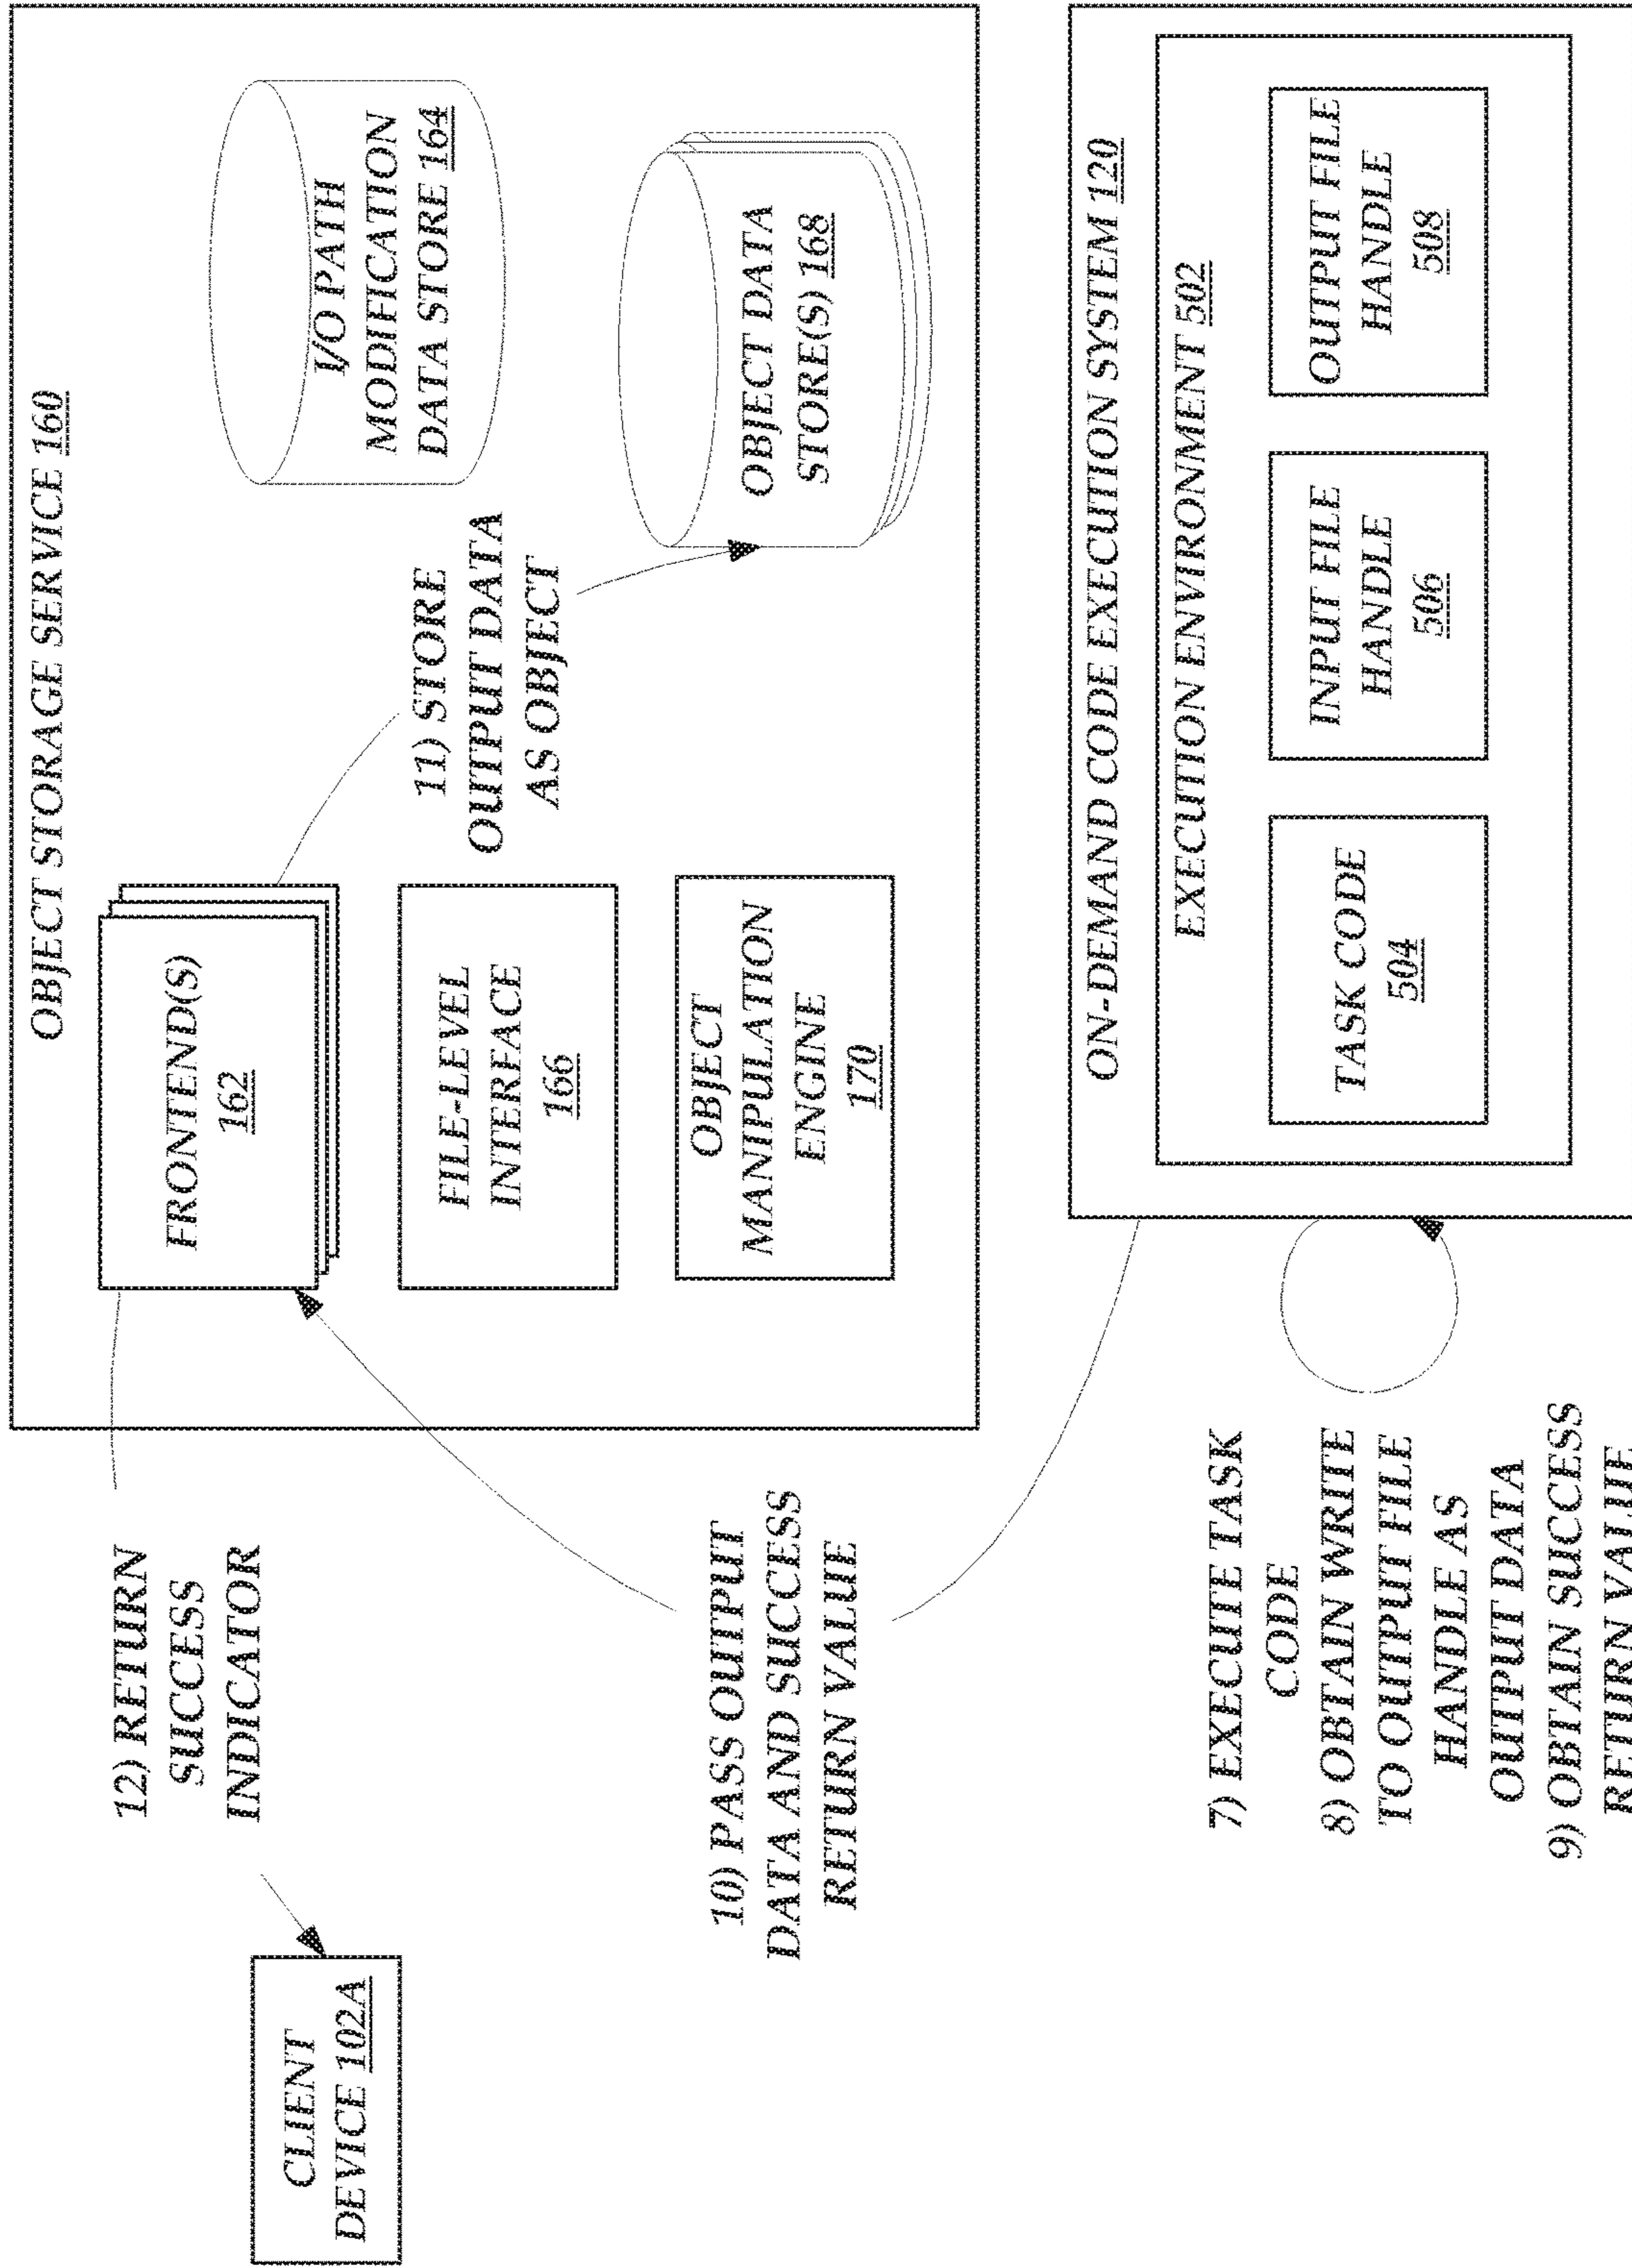 OBJECT STORAGE SERVICE 160
FRONTEND(S)
162
FILE-LEVEL
INTERFACE
166
OBJECT
MANIPULATION
ENGINE
170
I/O PATH
MODIFICATION
DATA STORE 164
OBJECT DATA
STORE(S) 168
11) STORE
OUTPUT DATA
AS OBJECT
12) RETURN
SUCCESS
INDICATOR
CLIENT
DEVICE 102A
10) PASS OUTPUT
DATA AND SUCCESS
RETURN VALUE
ON-DEMAND CODE EXECUTION SYSTEM 120
EXECUTION ENVIRONMENT 502
TASK CODE
504
INPUT FILE
HANDLE
506
OUTPUT FILE
HANDLE
508
7) EXECUTE TASK
CODE
8) OBTAIN WRITE
TO OUTPUT FILE
HANDLE AS
OUTPUT DATA
9) OBTAIN SUCCESS
RETURN VALUE